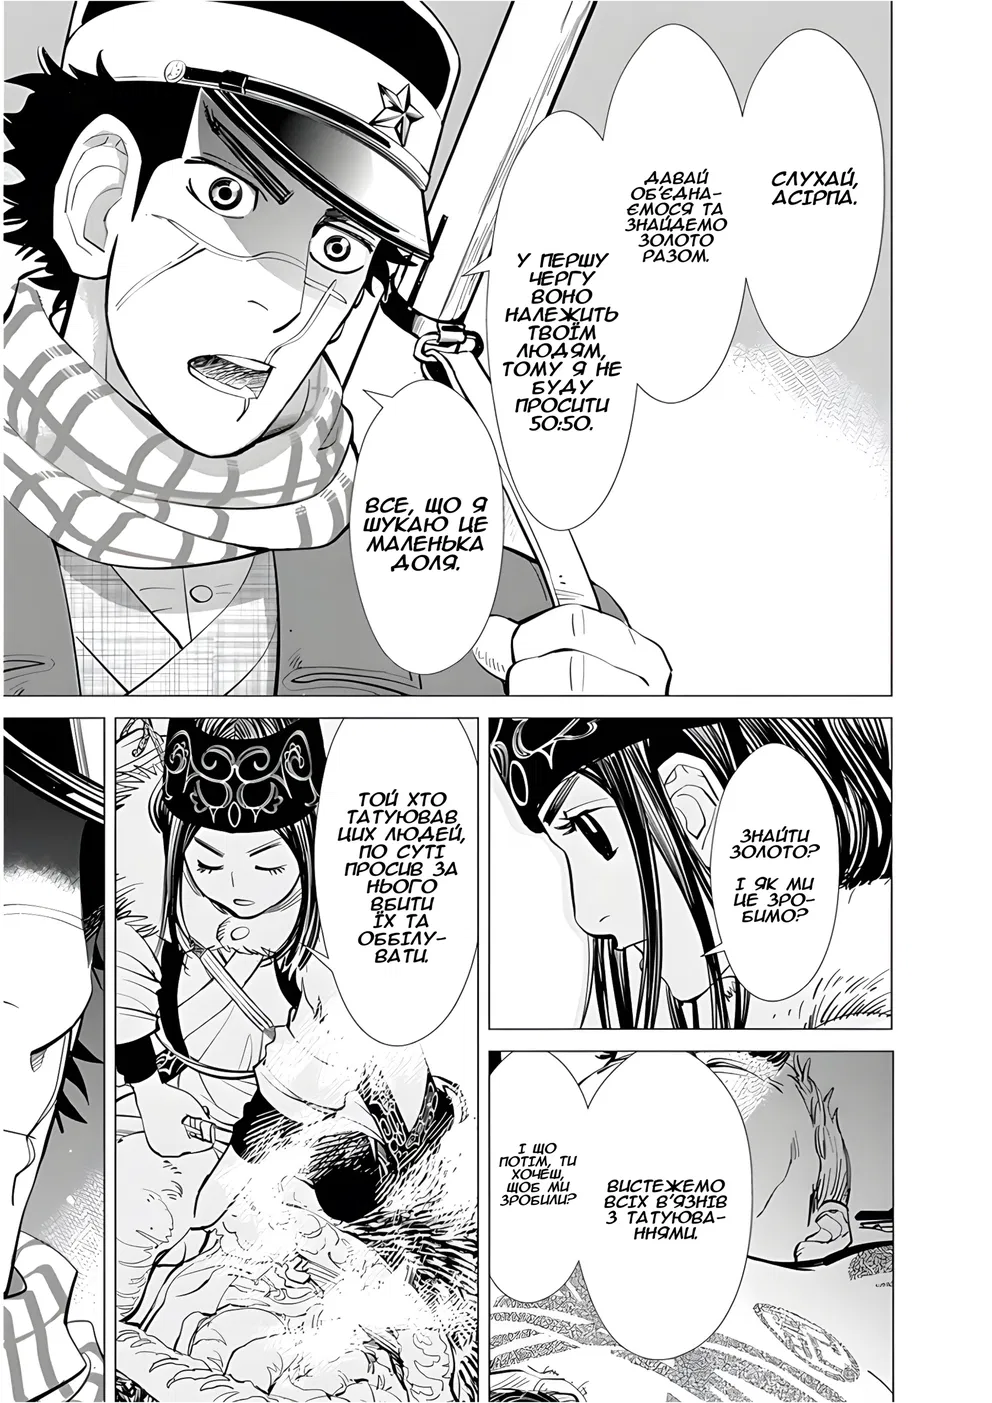 СЛУХАЙ,
АСІРПА.
ДАВАЙ
ОБ'ЄДНА-
ЄМОСЯ ТА
ЗНАЙДЕМО
ЗОЛОТО
РАЗОМ.
У ПЕРШУ
ЧЕРГУ
ВОНО
НАЛЕЖИТЬ
ТВОЇМ
ЛЮДЯМ,
ТОМУ Я НЕ
БУДУ
ПРОСИТИ
50:50.
ВСЕ, ЩО Я
ШУКАЮ ЦЕ
МАЛЕНЬКА
ДОЛЯ.
ЗНАЙТИ
ЗОЛОТО?
І ЯК МИ
ЦЕ ЗРО-
БИМО?
ВИСТЕЖЕМО
ВСІХ В'ЯЗНІВ
З ТАТУЮВА-
ННЯМИ.
І ЩО
ПОТІМ, ТИ
ХОЧЕШ,
ЩОБ МИ
ЗРОБИЛИ?
ТОЙ ХТО
ТАТУЮВАВ
ЦИХ ЛЮДЕЙ,
ПО СУТІ
ПРОСИВ ЗА
НЬОГО
ВБИТИ
ЇХ ТА
ОББІЛУ-
ВАТИ.